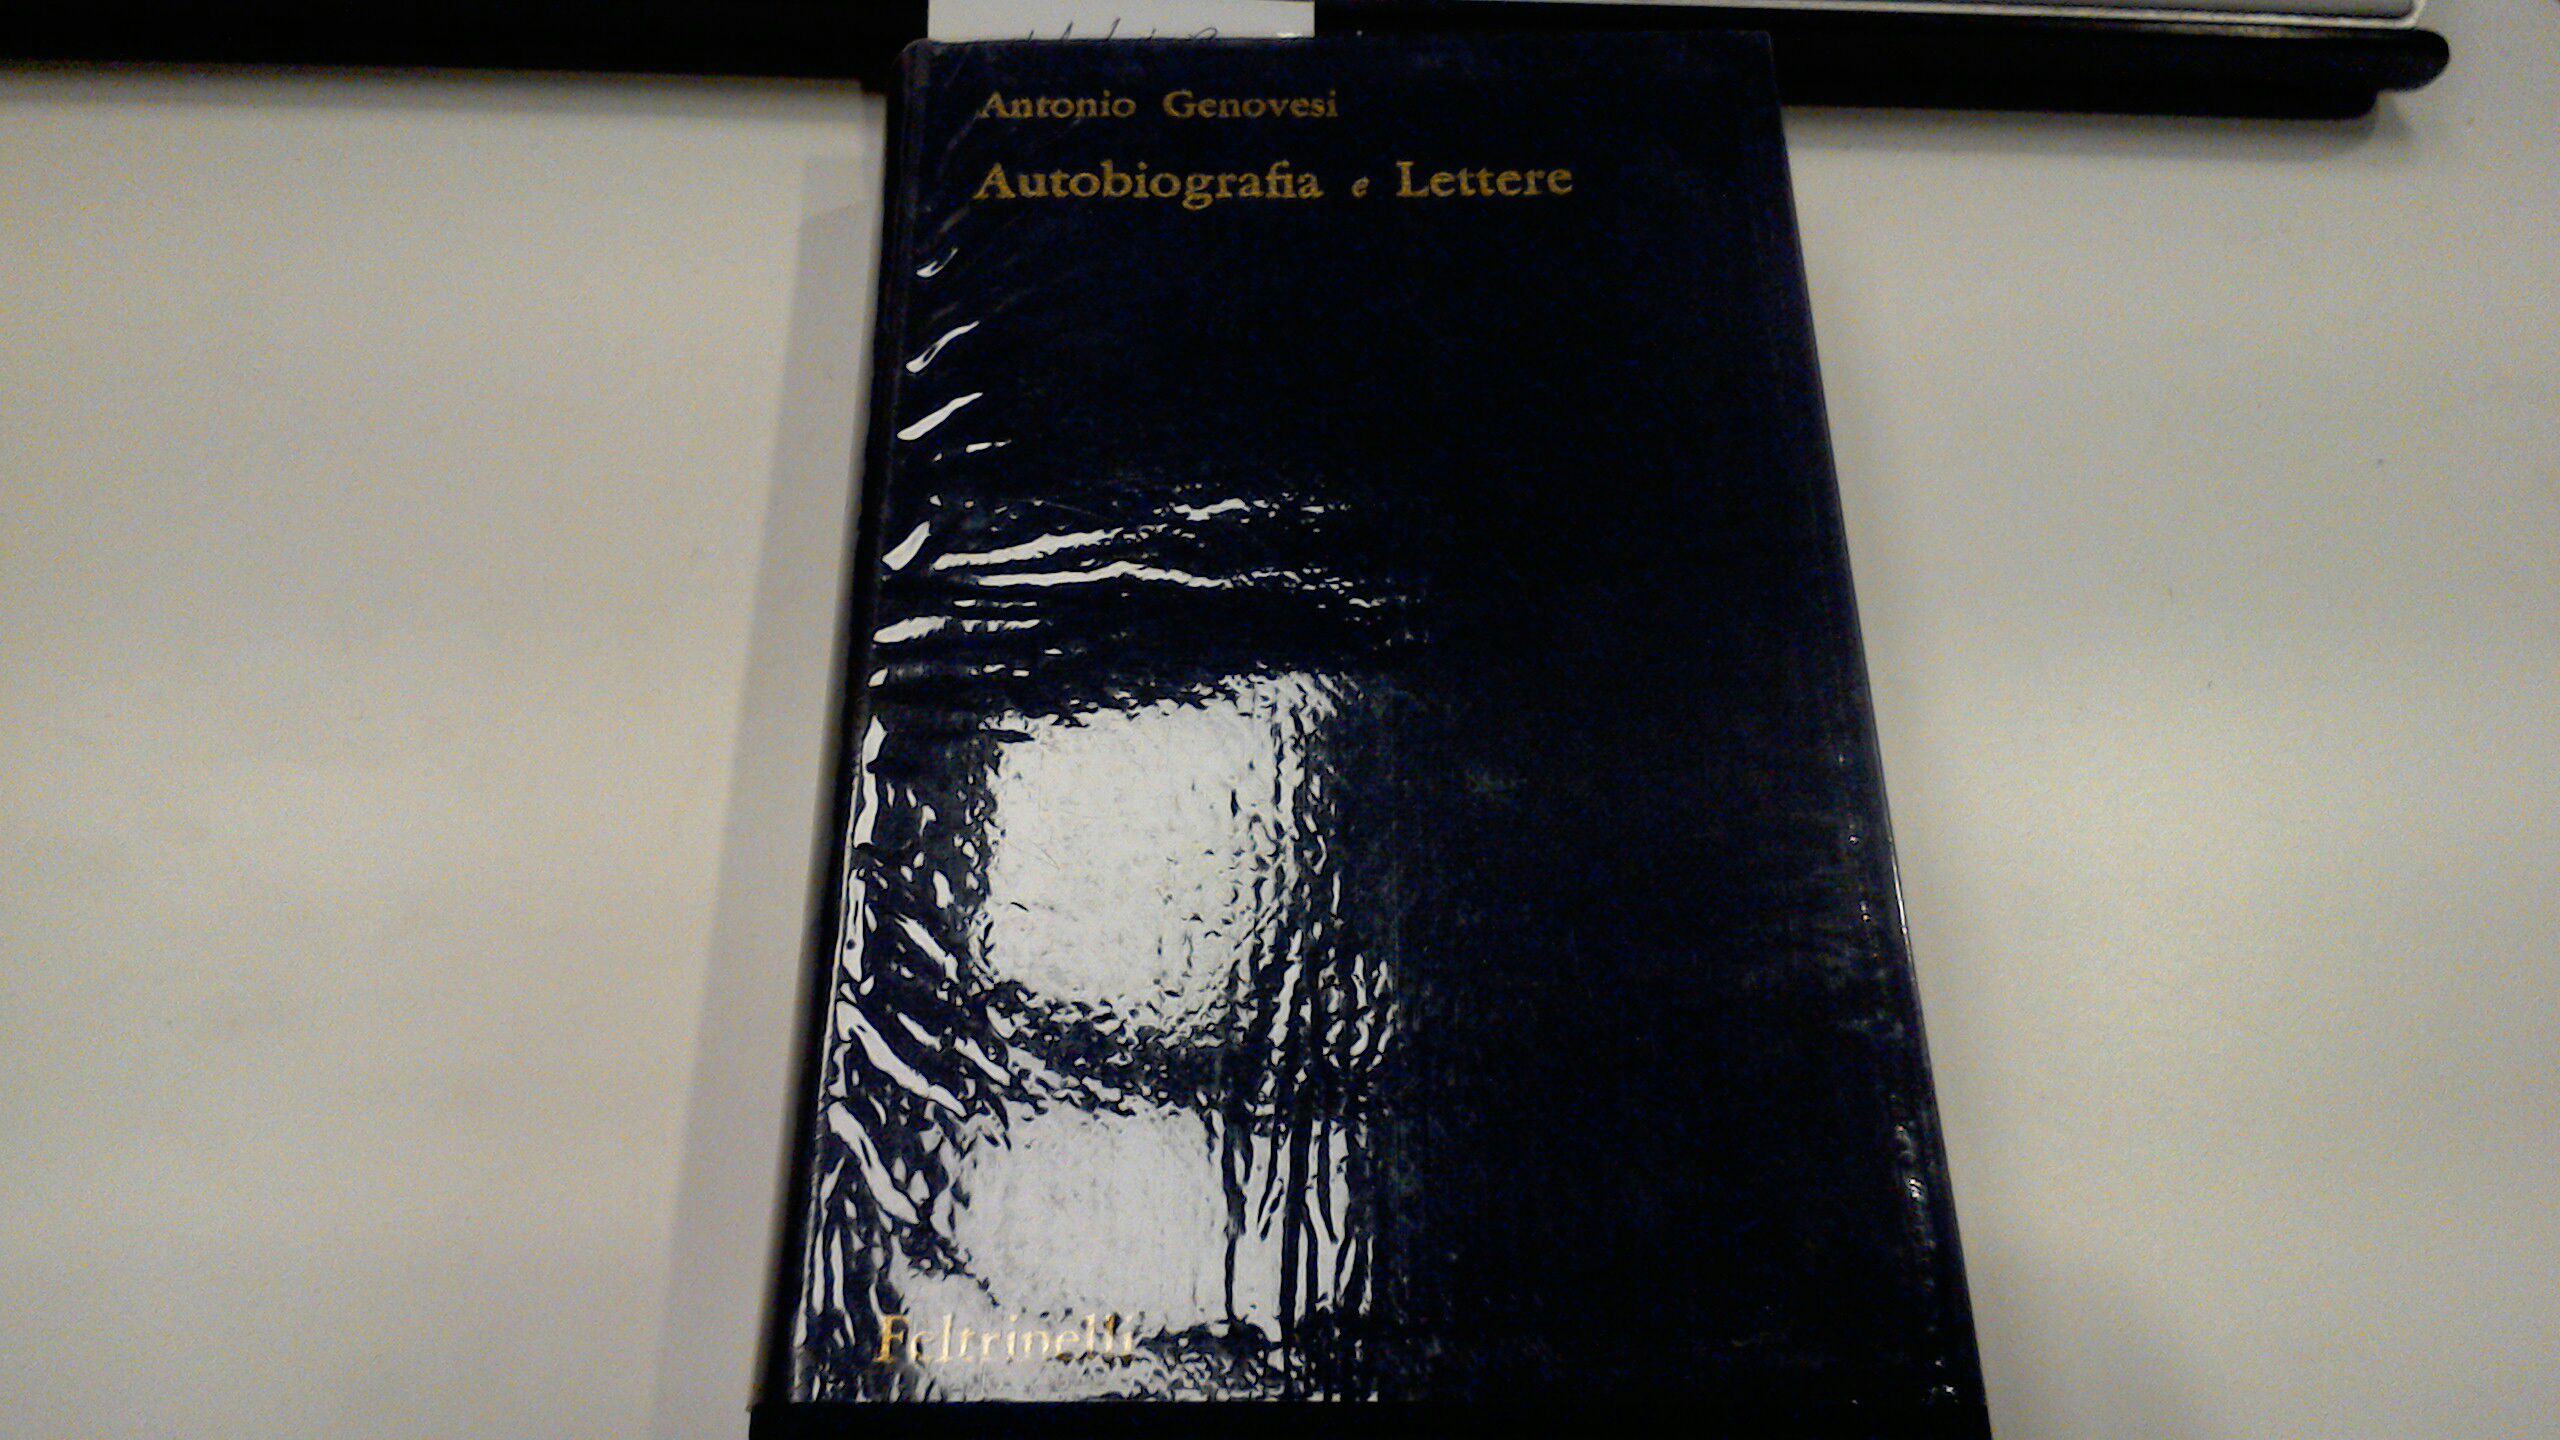 Antonio Genovesi
Autobiografia e Lettere
Feltrinelli